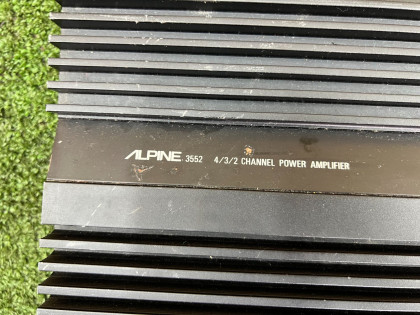 ALPINE 3552 4/3/2 CHANNEL POWER AMPLIFIER